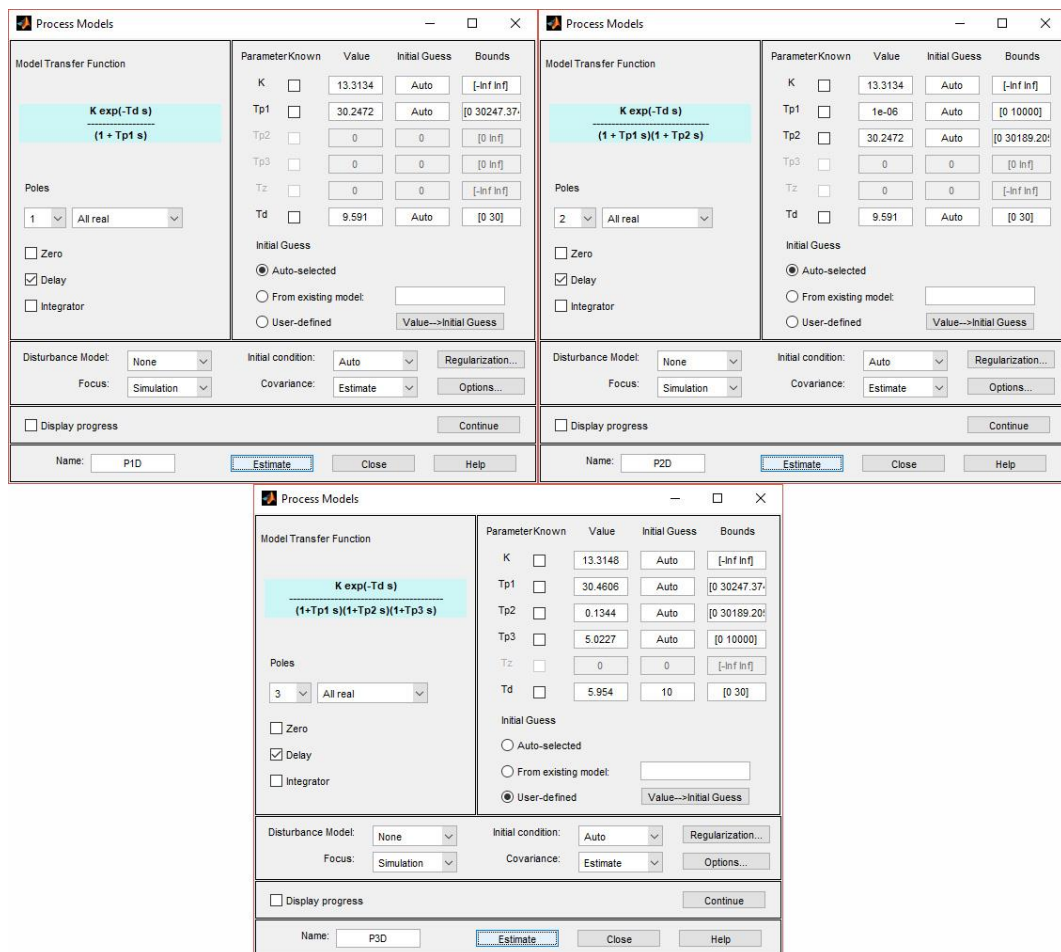 Process Models
Model Transfer Function
K exp(-Td s)
(1 + Tp1 s)
Poles
1 All real
Zero
Delay
Integrator
Parameter Known Value Initial Guess Bounds
K 13.3134 Auto [-Inf Inf]
Tp1 30.2472 Auto [0 30247.374
Tp2 0 0 [0 Inf]
Tp3 0 0 [0 Inf]
Tz 0 0 [-Inf Inf]
Td 9.591 Auto [0 30]
Initial Guess
Auto-selected
From existing model:
User-defined Value-->Initial Guess
Disturbance Model: None Initial condition: Auto Regularization...
Focus: Simulation Covariance: Estimate Options...
Display progress Continue
Name: P1D Estimate Close Help
Process Models
Model Transfer Function
K exp(-Td s)
(1 + Tp1 s)(1 + Tp2 s)
Poles
2 All real
Zero
Delay
Integrator
Parameter Known Value Initial Guess Bounds
K 13.3134 Auto [-Inf Inf]
Tp1 1e-06 Auto [0 10000]
Tp2 30.2472 Auto [0 30189.205
Tp3 0 0 [0 Inf]
Tz 0 0 [-Inf Inf]
Td 9.591 Auto [0 30]
Initial Guess
Auto-selected
From existing model:
User-defined Value-->Initial Guess
Disturbance Model: None Initial condition: Auto Regularization...
Focus: Simulation Covariance: Estimate Options...
Display progress Continue
Name: P2D Estimate Close Help
Process Models
Model Transfer Function
K exp(-Td s)
(1+Tp1 s)(1+Tp2 s)(1+Tp3 s)
Poles
3 All real
Zero
Delay
Integrator
Parameter Known Value Initial Guess Bounds
K 13.3148 Auto [-Inf Inf]
Tp1 30.4606 Auto [0 30247.374
Tp2 0.1344 Auto [0 30189.205
Tp3 5.0227 Auto [0 10000]
Tz 0 0 [-Inf Inf]
Td 5.954 10 [0 30]
Initial Guess
Auto-selected
From existing model:
User-defined Value-->Initial Guess
Disturbance Model: None Initial condition: Auto Regularization...
Focus: Simulation Covariance: Estimate Options...
Display progress Continue
Name: P3D Estimate Close Help